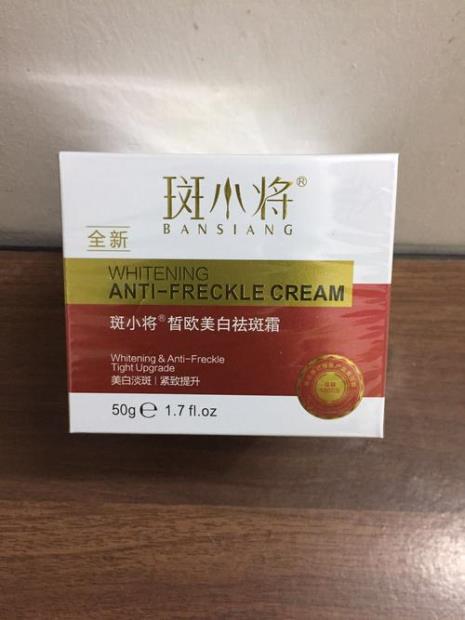 斑小将®
BANSIANG
全新
WHITENING
ANTI-FRECKLE CREAM
斑小将®皙欧美白祛斑霜
Whitening & Anti-Freckle
Tight Upgrade
美白淡斑 | 紧致提升
50g ℮ 1.7 fl.oz